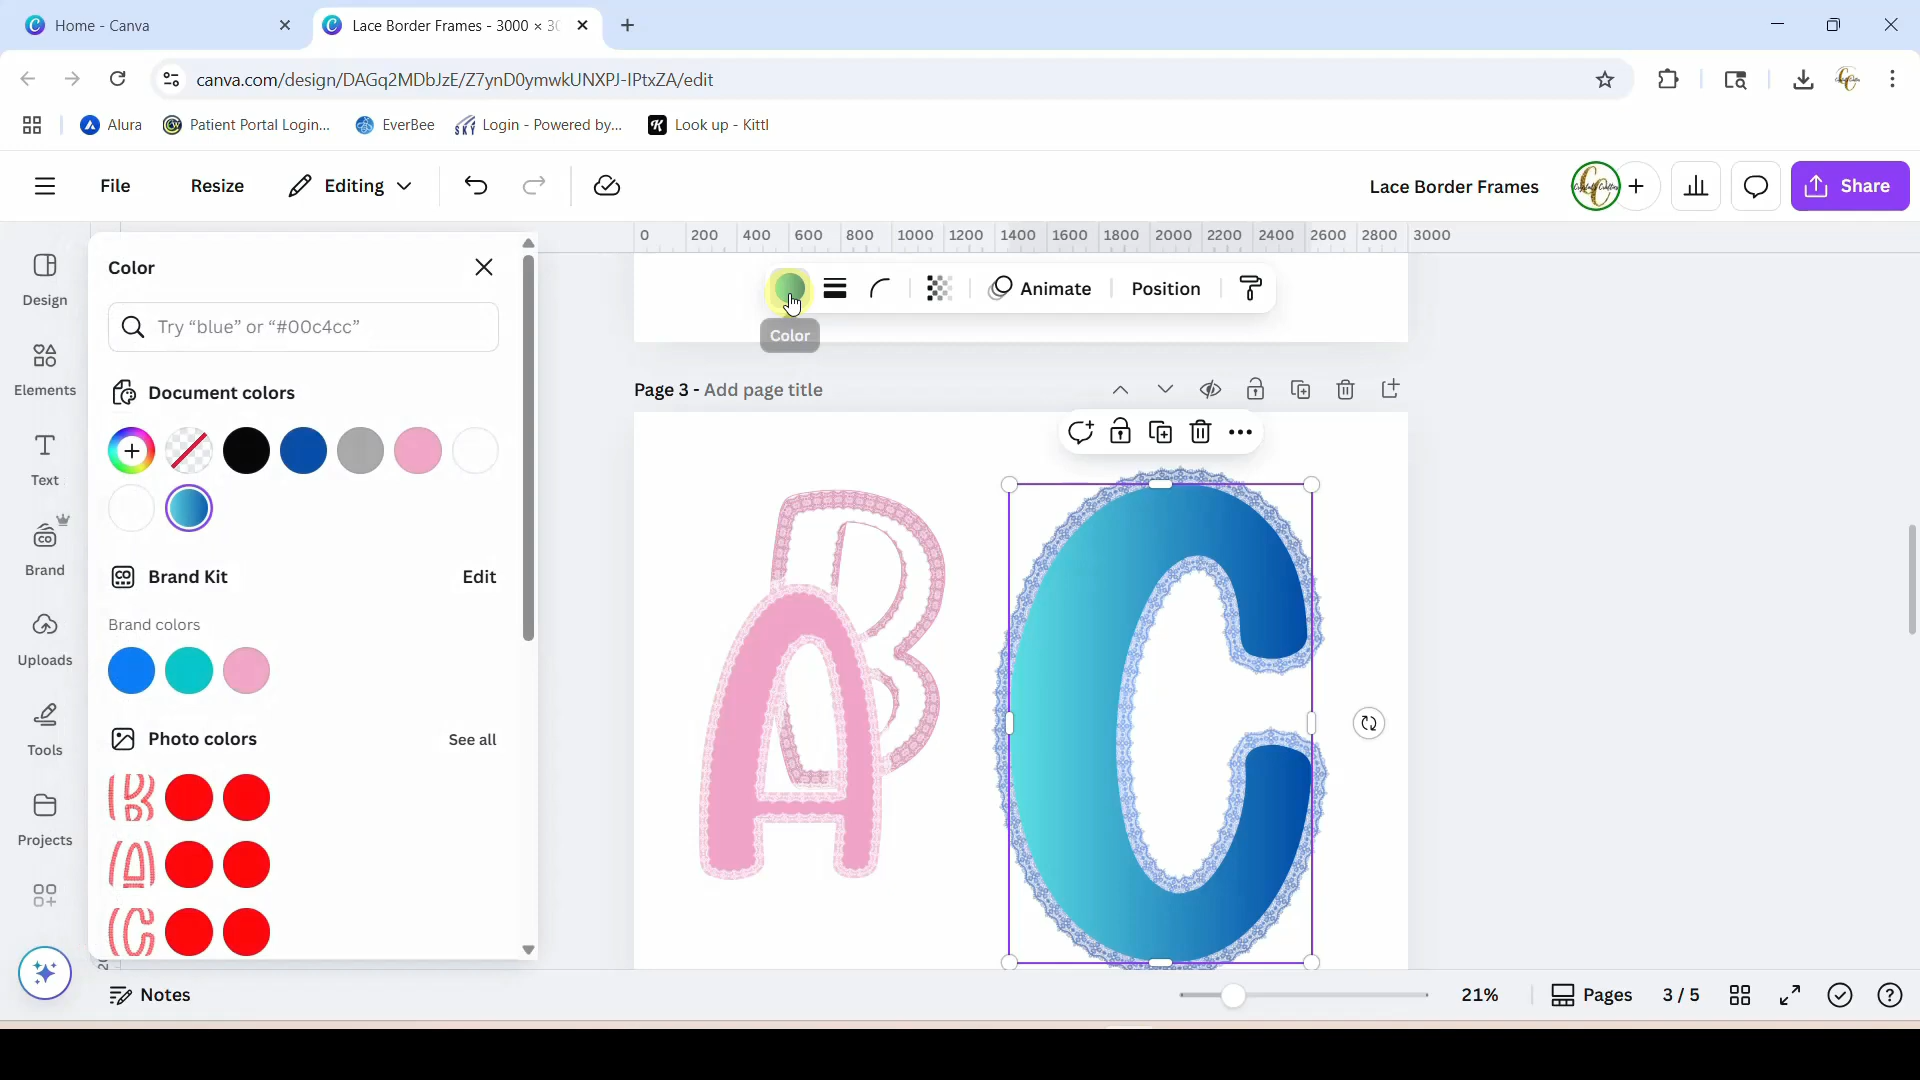 Home - Canva
Lace Border Frames - 3000 × 30
canva.com/design/DAGq2MDbJzE/Z7ynD0ymwkUNXPJ-IPtxZA/edit
Alura
Patient Portal Login...
EverBee
Login - Powered by...
Look up - Kittl
File
Resize
Editing
Lace Border Frames
Share
0 200 400 600 800 1000 1200 1400 1600 1800 2000 2200 2400 2600 2800 3000
Design
Elements
Text
Brand
Uploads
Tools
Projects
Color
Try “blue” or “#00c4cc”
Document colors
Brand Kit
Edit
Brand colors
Photo colors
See all
Animate
Position
Color
Page 3 - Add page title
B
A
C
Notes
21%
Pages
3 / 5